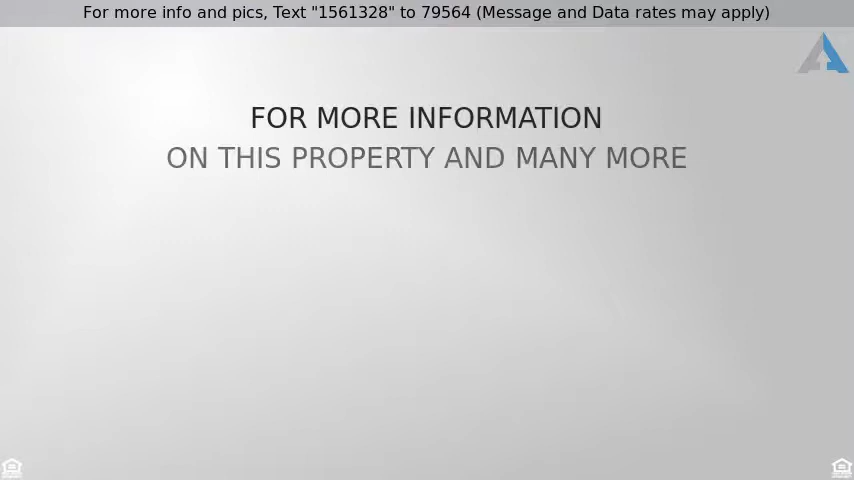 For more info and pics, Text "1561328" to 79564 (Message and Data rates may apply)
FOR MORE INFORMATION
ON THIS PROPERTY AND MANY MORE